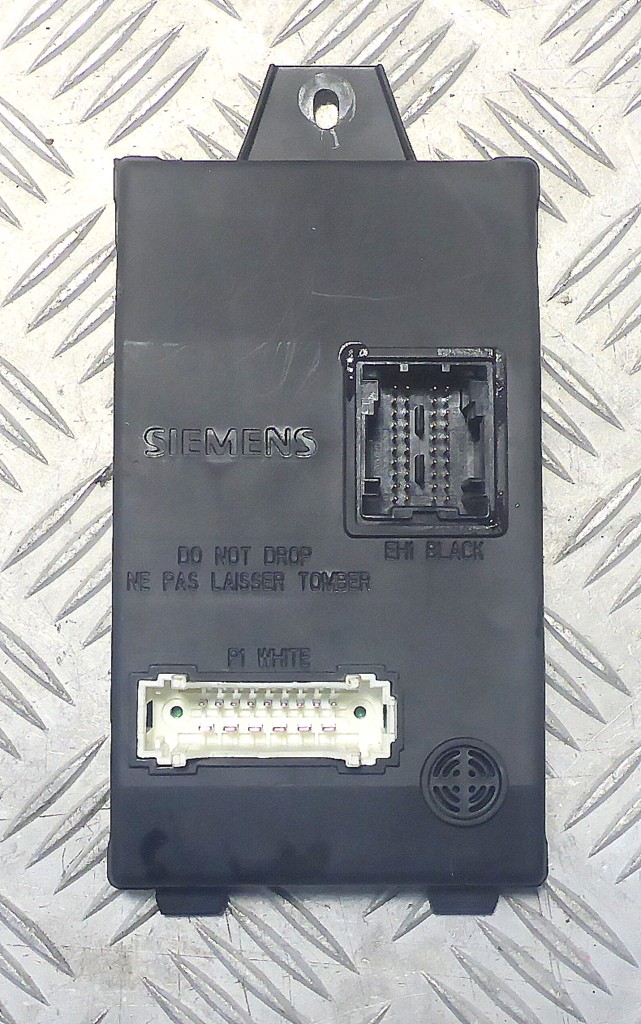 SIEMENS
EH1 BLACK
DO NOT DROP
NE PAS LAISSER TOMBER
P1 WHITE